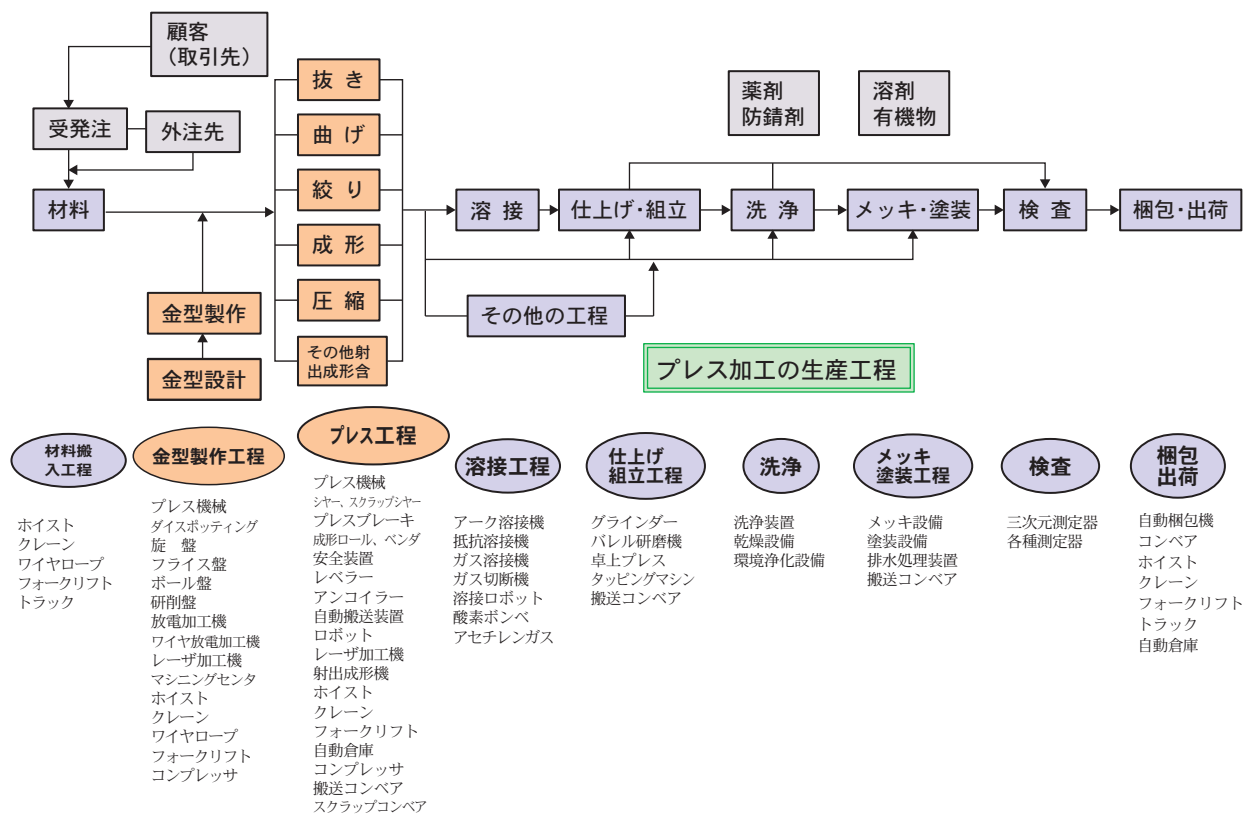 顧客
（取引先）
受発注
外注先
材料
金型製作
金型設計
抜 き
曲 げ
絞 り
成 形
圧 縮
その他射
出成形含
薬剤
防錆剤
溶剤
有機物
溶 接
仕上げ・組立
洗 浄
メッキ・塗装
検 査
梱包・出荷
その他の工程
プレス加工の生産工程
材料搬
入工程
ホイスト
クレーン
ワイヤロープ
フォークリフト
トラック
金型製作工程
プレス機械
ダイスポッティング
旋　盤
フライス盤
ボール盤
研削盤
放電加工機
ワイヤ放電加工機
レーザ加工機
マシニングセンタ
ホイスト
クレーン
ワイヤロープ
フォークリフト
コンプレッサ
プレス工程
プレス機械
シヤー、スクラップシヤー
プレスブレーキ
成形ロール、ベンダ
安全装置
レベラー
アンコイラー
自動搬送装置
ロボット
レーザ加工機
射出成形機
ホイスト
クレーン
フォークリフト
自動倉庫
コンプレッサ
搬送コンベア
スクラップコンベア
溶接工程
アーク溶接機
抵抗溶接機
ガス溶接機
ガス切断機
溶接ロボット
酸素ボンベ
アセチレンガス
仕上げ
組立工程
グラインダー
バレル研磨機
卓上プレス
タッピングマシン
搬送コンベア
洗浄
洗浄装置
乾燥設備
環境浄化設備
メッキ
塗装工程
メッキ設備
塗装設備
排水処理装置
搬送コンベア
検査
三次元測定器
各種測定器
梱包
出荷
自動梱包機
コンベア
ホイスト
クレーン
フォークリフト
トラック
自動倉庫